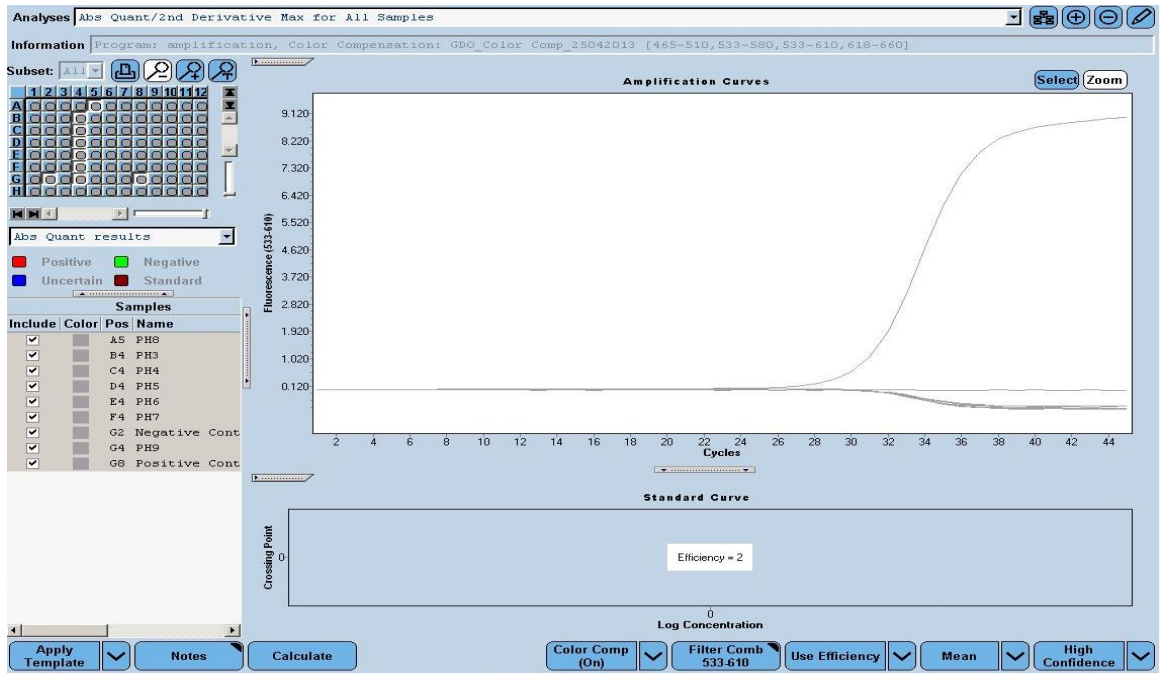 Analyses Abs Quant/2nd Derivative Max for All Samples
Information Program: amplification, Color Compensation: GDO_Color Comp_25042013 [465-510,533-580,533-610,618-660]
Subset: All
1 2 3 4 5 6 7 8 9 10 11 12
A
B
C
D
E
F
G
H
Abs Quant results
Positive Negative
Uncertain Standard
Samples
Include Color Pos Name
A5 PH8
B4 PH3
C4 PH4
D4 PH5
E4 PH6
F4 PH7
G2 Negative Cont
G4 PH9
G8 Positive Cont
Amplification Curves
Select Zoom
9.120
8.220
7.320
6.420
5.520
4.620
3.720
2.820
1.920
1.020
0.120
Fluorescence (533-610)
2 4 6 8 10 12 14 16 18 20 22 24 26 28 30 32 34 36 38 40 42 44
Cycles
Standard Curve
Crossing Point
0
Efficiency = 2
0
Log Concentration
Apply Template
Notes
Calculate
Color Comp (On)
Filter Comb 533-610
Use Efficiency
Mean
High Confidence